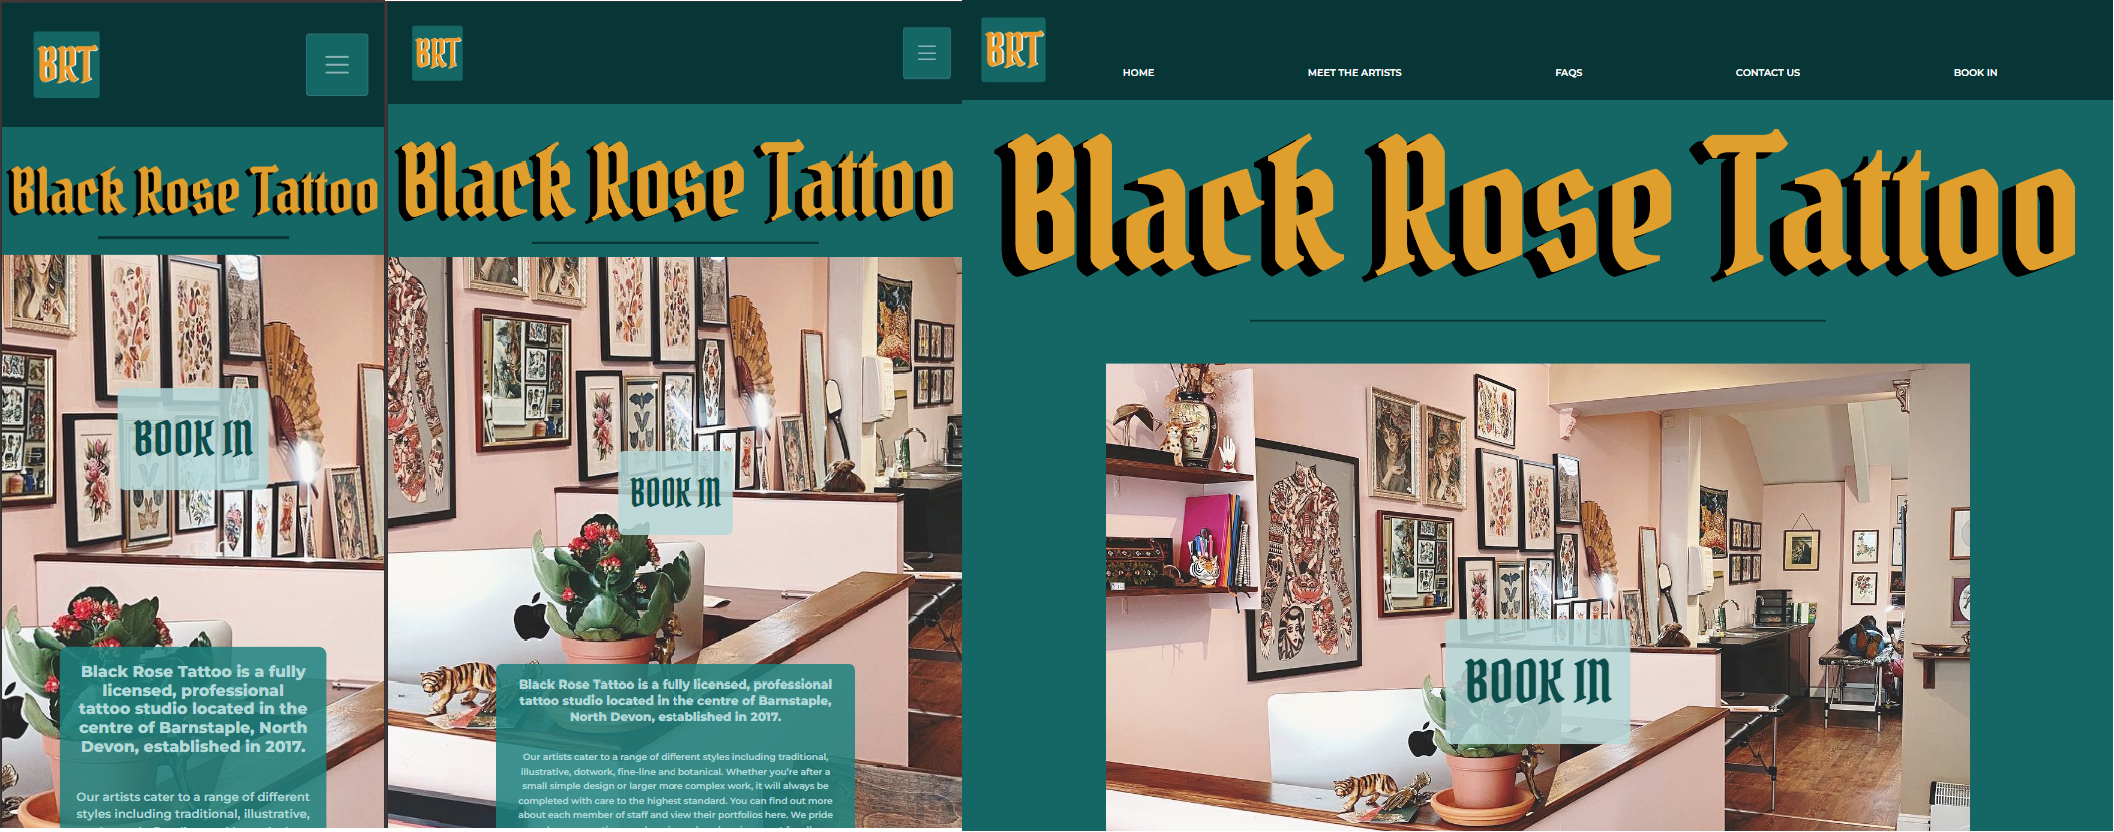 BRT
Black Rose Tattoo
BOOK IN
Black Rose Tattoo is a fully
licensed, professional
tattoo studio located in the
centre of Barnstaple, North
Devon, established in 2017.
Our artists cater to a range of different
styles including traditional, illustrative,
BRT
Black Rose Tattoo
BOOK IN
Black Rose Tattoo is a fully licensed, professional
tattoo studio located in the centre of Barnstaple,
North Devon, established in 2017.
Our artists cater to a range of different styles including traditional,
illustrative, dotwork, fine-line and botanical. Whether you're after a
small simple design or larger more complex work, it will always be
completed with care to the highest standard. You can find out more
about each member of staff and view their portfolios here. We pride
BRT
HOME MEET THE ARTISTS FAQS CONTACT US BOOK IN
Black Rose Tattoo
BOOK IN